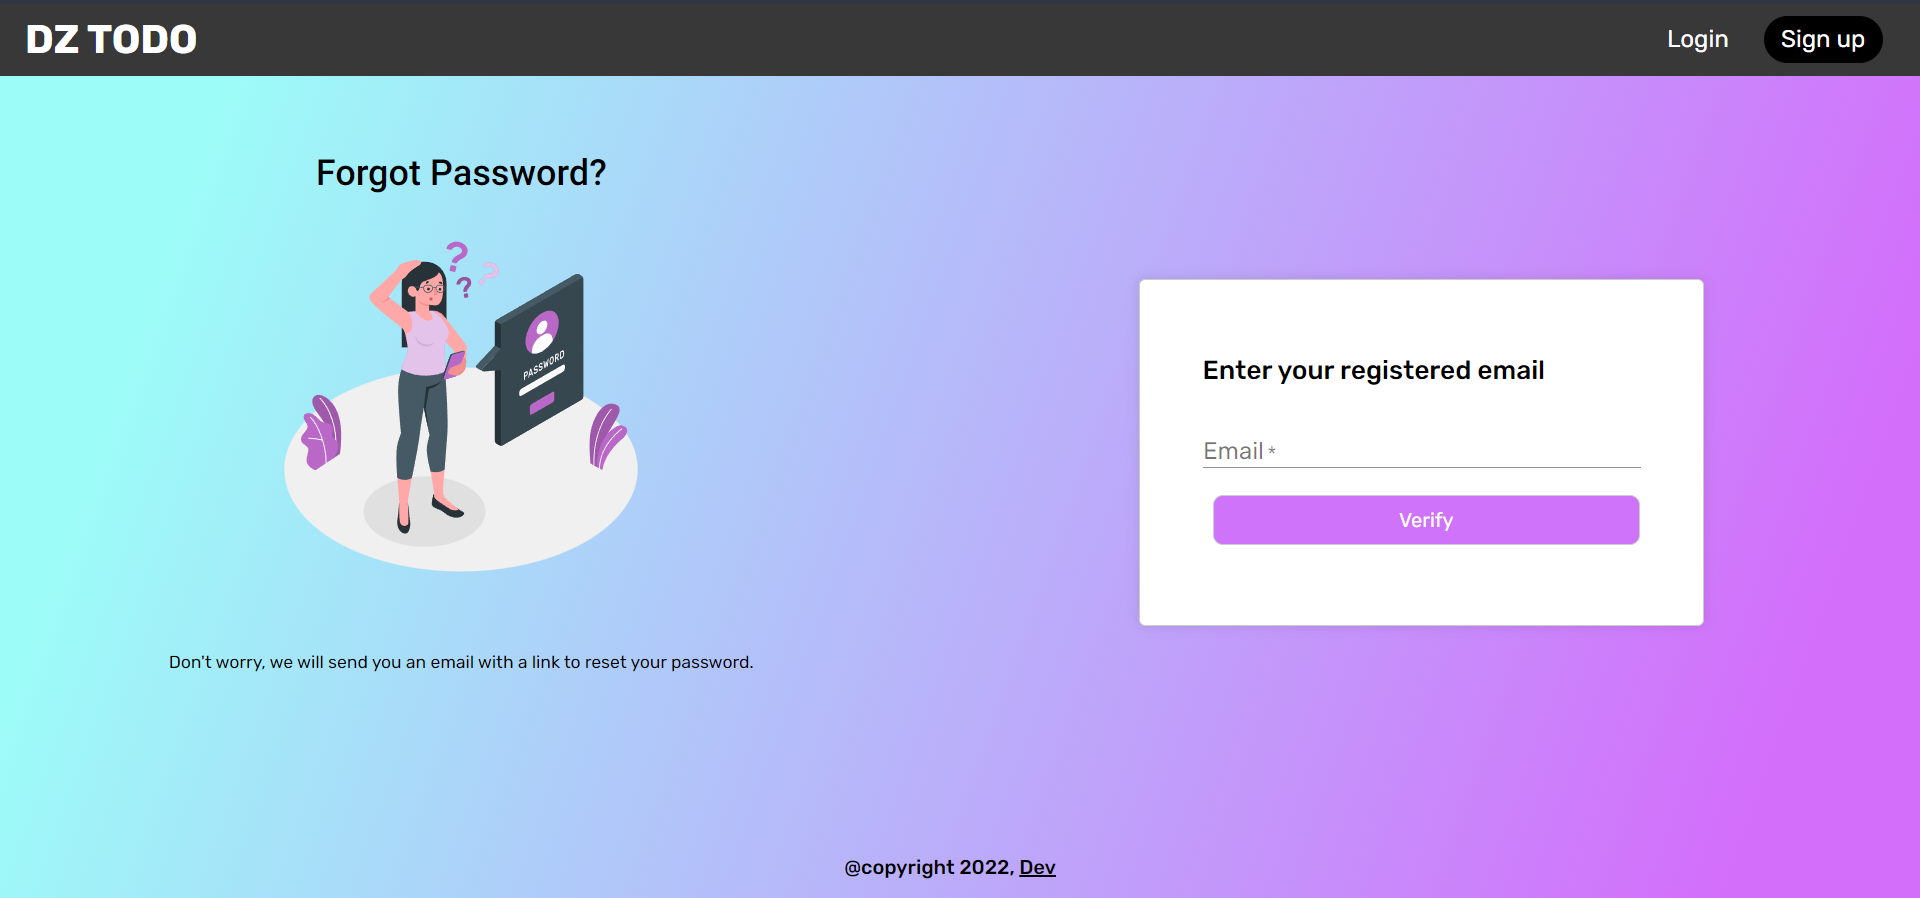 DZ TODO
Login
Sign up
Forgot Password?
? ? ?
PASSWORD
Enter your registered email
Email *
Verify
Don't worry, we will send you an email with a link to reset your password.
@copyright 2022, Dev